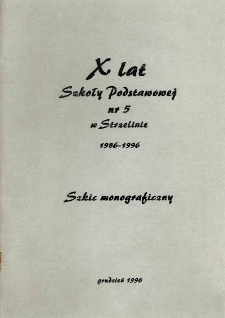 X lat
Szkoły Podstawowej
nr 5
w Strzelinie
1986-1996
Szkic monograficzny
grudzień 1996